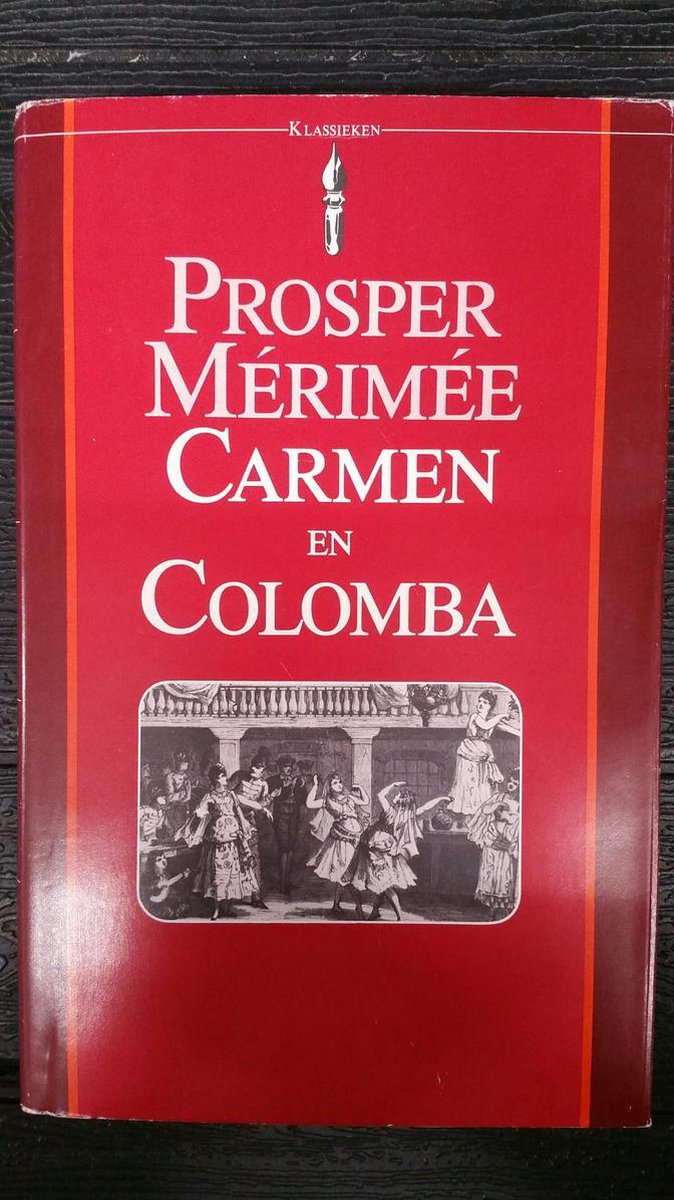 KLASSIEKEN
PROSPER
MÉRIMÉE
CARMEN
EN
COLOMBA